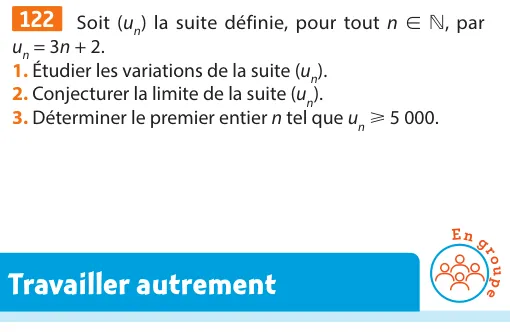 122 Soit (uₙ) la suite définie, pour tout n ∈ ℕ, par
uₙ = 3n + 2.
1. Étudier les variations de la suite (uₙ).
2. Conjecturer la limite de la suite (uₙ).
3. Déterminer le premier entier n tel que uₙ ⩾ 5 000.
En groupe
Travailler autrement